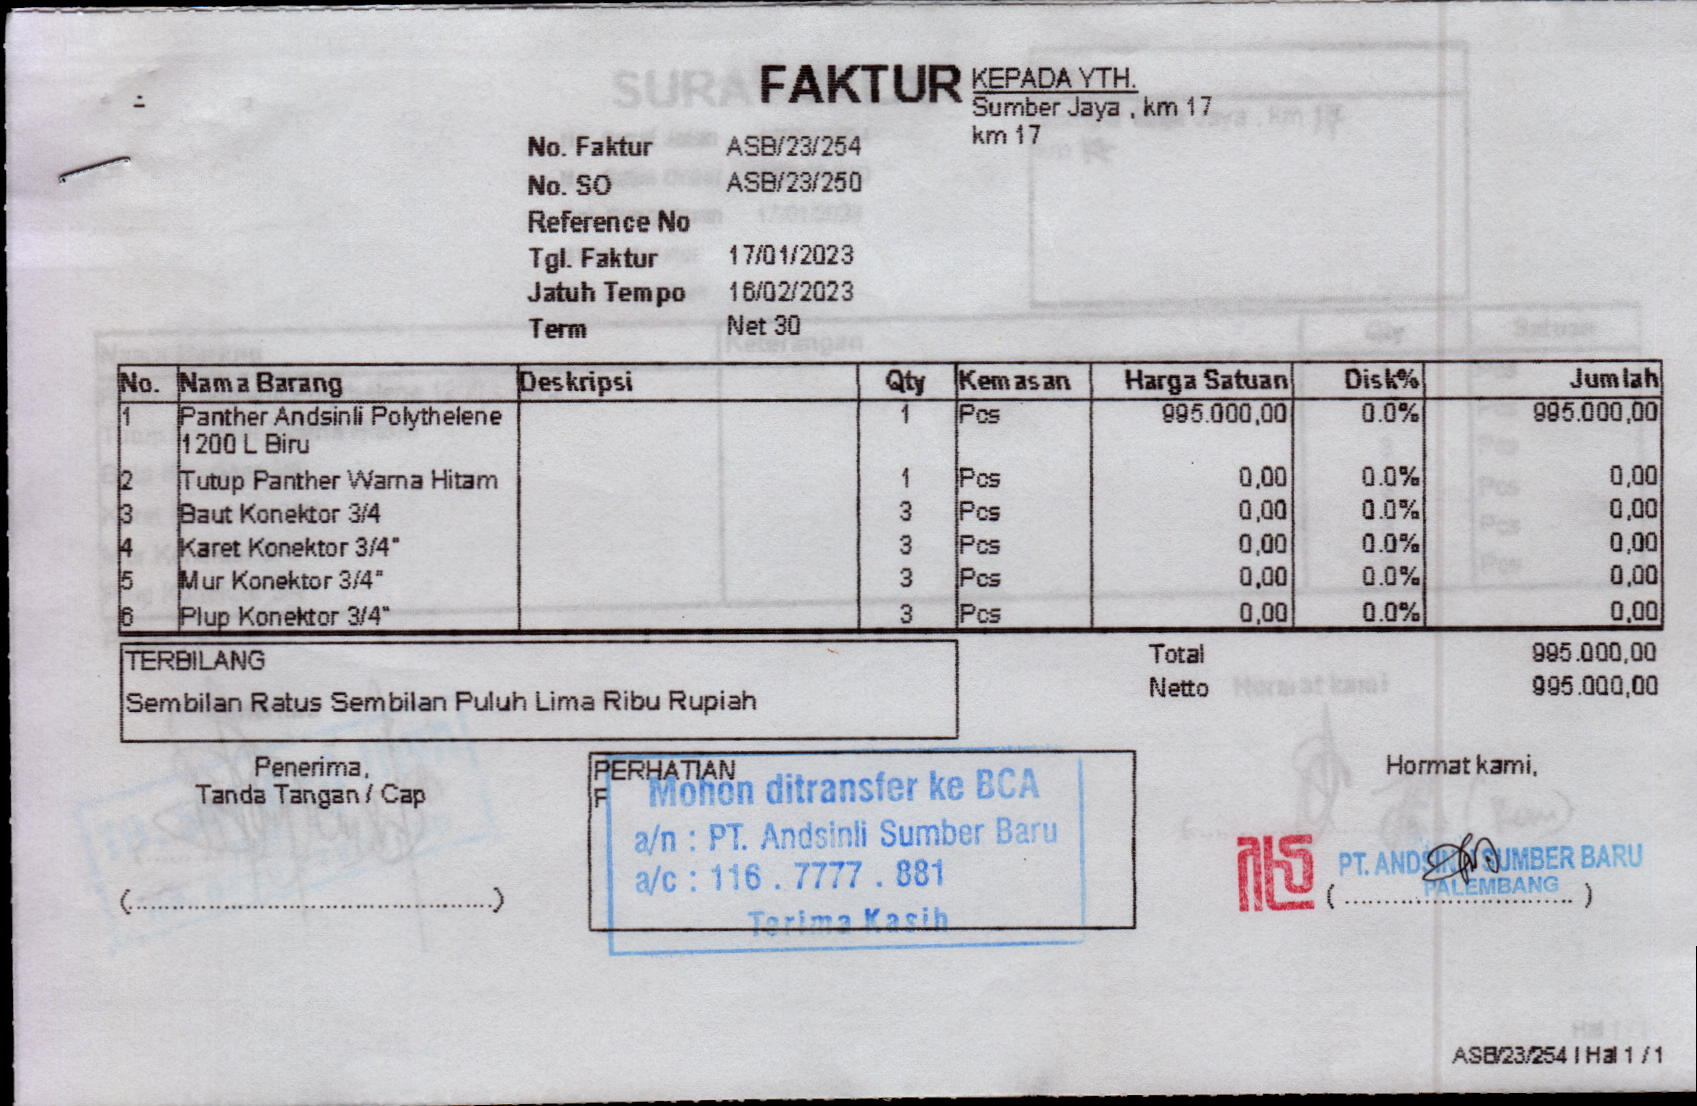 FAKTUR
KEPADA YTH.
Sumber Jaya , km 17
km 17
No. Faktur ASB/23/254
No. SO ASB/23/250
Reference No
Tgl. Faktur 17/01/2023
Jatuh Tempo 16/02/2023
Term Net 30
No. Nama Barang Deskripsi Qty Kemasan Harga Satuan Disk% Jumlah
1 Panther Andsinli Polythelene 1 Pcs 995.000,00 0.0% 995.000,00
1200 L Biru
2 Tutup Panther Warna Hitam 1 Pcs 0,00 0.0% 0,00
3 Baut Konektor 3/4 3 Pcs 0,00 0.0% 0,00
4 Karet Konektor 3/4" 3 Pcs 0,00 0.0% 0,00
5 Mur Konektor 3/4" 3 Pcs 0,00 0.0% 0,00
6 Plup Konektor 3/4" 3 Pcs 0,00 0.0% 0,00
TERBILANG
Sembilan Ratus Sembilan Puluh Lima Ribu Rupiah
Total 995.000,00
Netto 995.000,00
Penerima,
Tanda Tangan / Cap
(..............................................)
PERHATIAN
F
Mohon ditransfer ke BCA
a/n : PT. Andsinli Sumber Baru
a/c : 116 . 7777 . 881
Terima Kasih
Hormat kami,
PT. ANDSINLI SUMBER BARU
PALEMBANG
(..............................)
ASB/23/254 | Hal 1 / 1